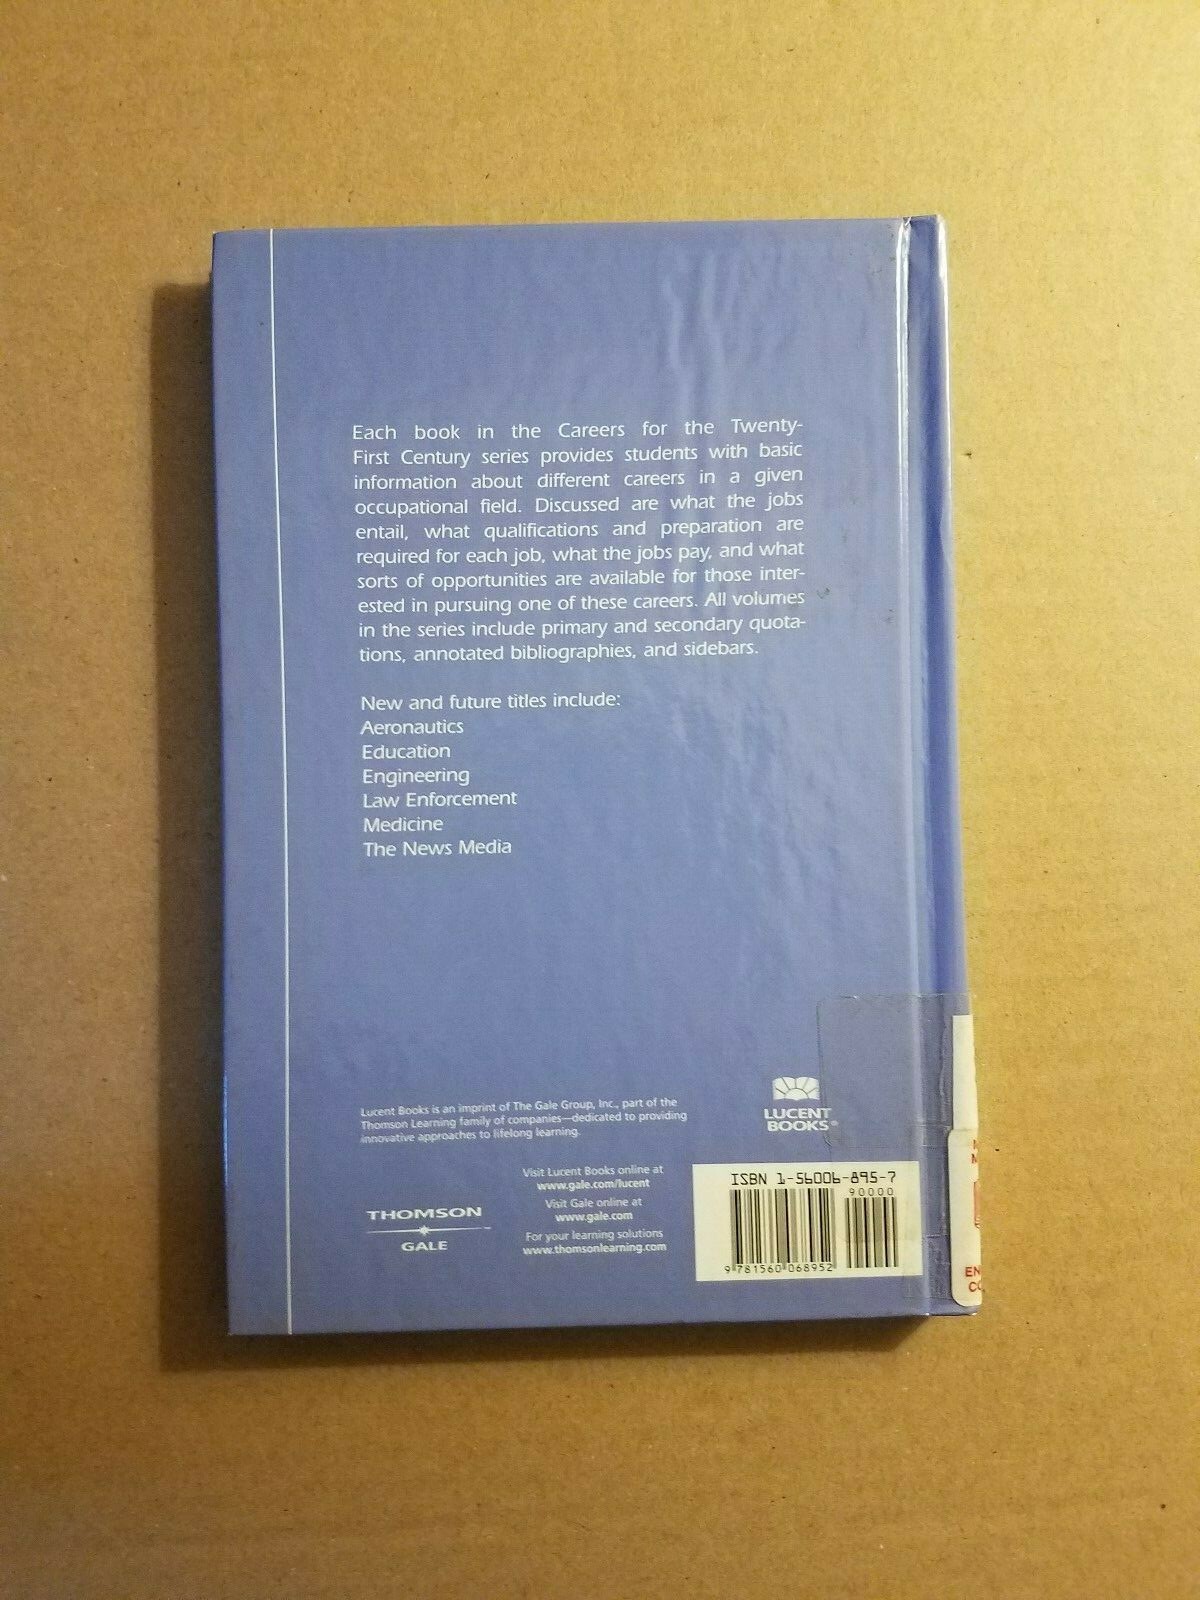 Each book in the Careers for the Twenty-
First Century series provides students with basic
information about different careers in a given
occupational field. Discussed are what the jobs
entail, what qualifications and preparation are
required for each job, what the jobs pay, and what
sorts of opportunities are available for those inter-
ested in pursuing one of these careers. All volumes
in the series include primary and secondary quota-
tions, annotated bibliographies, and sidebars.
New and future titles include:
Aeronautics
Education
Engineering
Law Enforcement
Medicine
The News Media
Lucent Books is an imprint of The Gale Group, Inc., part of the
Thomson Learning family of companies—dedicated to providing
innovative approaches to lifelong learning.
LUCENT
BOOKS®
THOMSON
GALE
Visit Lucent Books online at
www.gale.com/lucent
Visit Gale online at
www.gale.com
For your learning solutions
www.thomsonlearning.com
ISBN 1-56006-895-7
90000
9 781560 068952